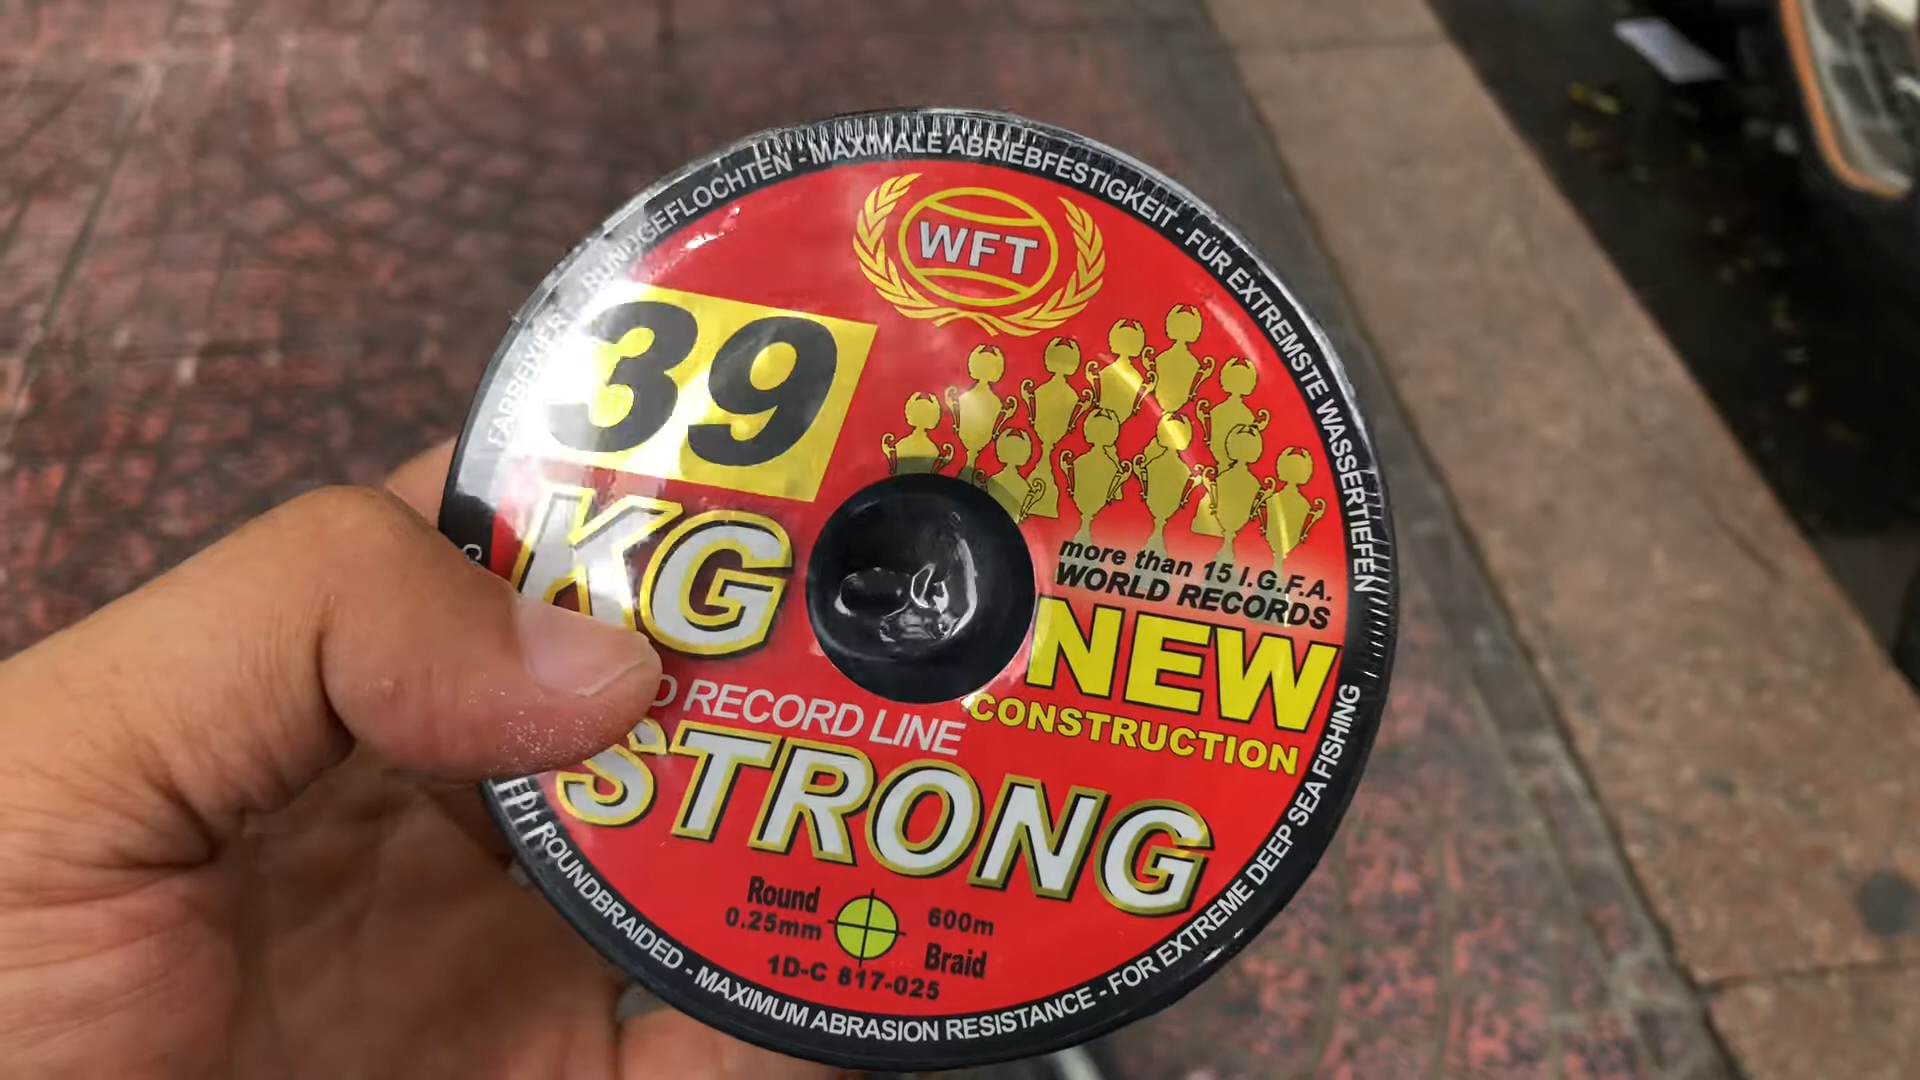 FARBFIXIERT - RUNDGEFLOCHTEN - MAXIMALE ABRIEBFESTIGKEIT - FÜR EXTREMSTE WASSERTIEFEN
WFT
39
KG
more than 15 I.G.F.A.
WORLD RECORDS
NEW
CONSTRUCTION
RECORD LINE
STRONG
Round
0.25mm
600m
Braid
1D-C 817-025
ROUNDBRAIDED - MAXIMUM ABRASION RESISTANCE - FOR EXTREME DEEP SEA FISHING